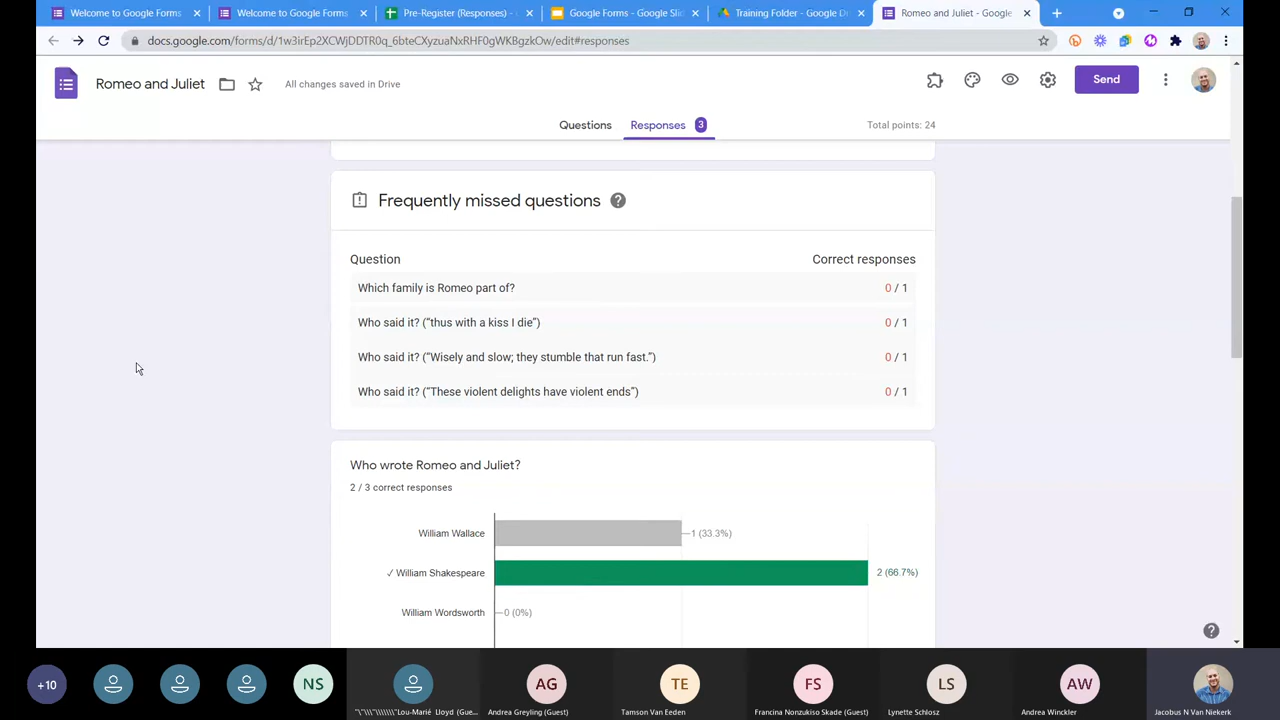 Welcome to Google Forms
Welcome to Google Forms
Pre-Register (Responses) -
Google Forms - Google Sli
Training Folder - Google D
Romeo and Juliet - Google
docs.google.com/forms/d/1w3irEp2XCWjDDTR0q_6bteCXyzuaNxRHF0gWKBgzkOw/edit#responses
Romeo and Juliet
All changes saved in Drive
Send
Questions
Responses 3
Total points: 24
Frequently missed questions
Question
Correct responses
Which family is Romeo part of? 0 / 1
Who said it? (“thus with a kiss I die”) 0 / 1
Who said it? (“Wisely and slow; they stumble that run fast.”) 0 / 1
Who said it? (“These violent delights have violent ends”) 0 / 1
Who wrote Romeo and Juliet?
2 / 3 correct responses
William Wallace 1 (33.3%)
✓ William Shakespeare 2 (66.7%)
William Wordsworth 0 (0%)
+10
NS
AG
TE
FS
LS
AW
Lou-Marié Lloyd (Gue...
Andrea Greyling (Guest)
Tamson Van Eeden
Francina Nonzukiso Skade (Guest)
Lynette Schlosz
Andrea Winckler
Jacobus N Van Niekerk